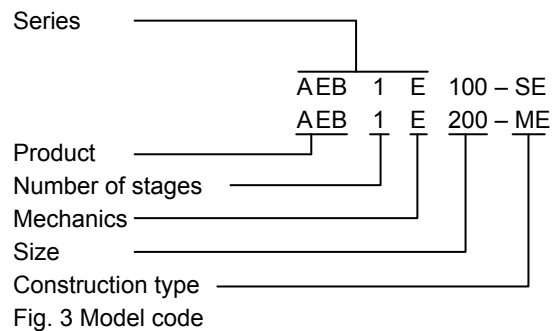 Series
AEB 1 E 100 – SE
AEB 1 E 200 – ME
Product
Number of stages
Mechanics
Size
Construction type
Fig. 3 Model code